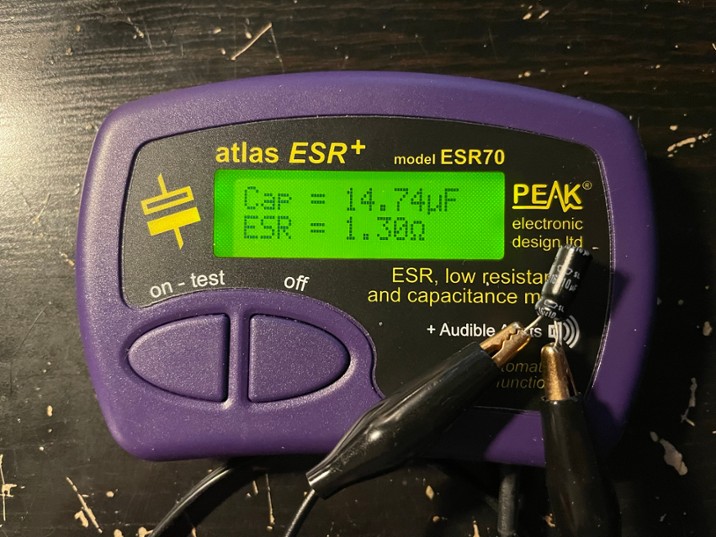 atlas ESR+ model ESR70
Cap = 14.74µF
ESR = 1.30Ω
PEAK®
electronic
design ltd
on - test
off
ESR, low
and capacitance
+ Audible